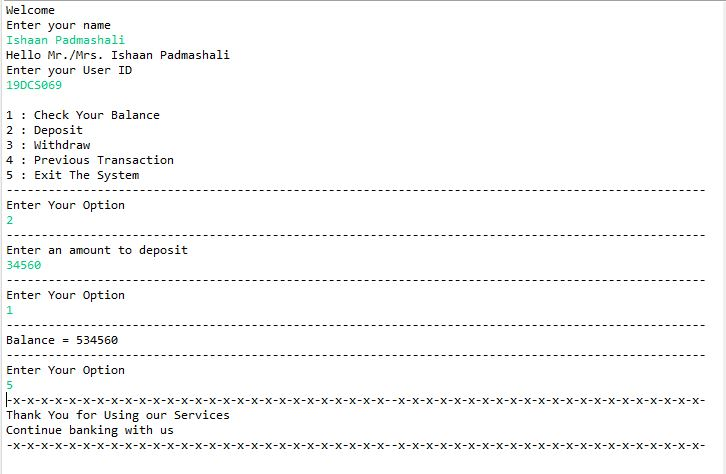 Welcome
Enter your name
Ishaan Padmashali
Hello Mr./Mrs. Ishaan Padmashali
Enter your User ID
19DCS069
1 : Check Your Balance
2 : Deposit
3 : Withdraw
4 : Previous Transaction
5 : Exit The System
----------------------------------------------------------------------------------------------------
Enter Your Option
2
----------------------------------------------------------------------------------------------------
Enter an amount to deposit
34560
----------------------------------------------------------------------------------------------------
Enter Your Option
1
----------------------------------------------------------------------------------------------------
Balance = 534560
----------------------------------------------------------------------------------------------------
Enter Your Option
5
-x-x-x-x-x-x-x-x-x-x-x-x-x-x-x-x-x-x-x-x-x-x-x-x-x-x-x--x-x-x-x-x-x-x-x-x-x-x-x-x-x-x-x-x-x-x-x-x-x-
Thank You for Using our Services
Continue banking with us
-x-x-x-x-x-x-x-x-x-x-x-x-x-x-x-x-x-x-x-x-x-x-x-x-x-x-x--x-x-x-x-x-x-x-x-x-x-x-x-x-x-x-x-x-x-x-x-x-x-